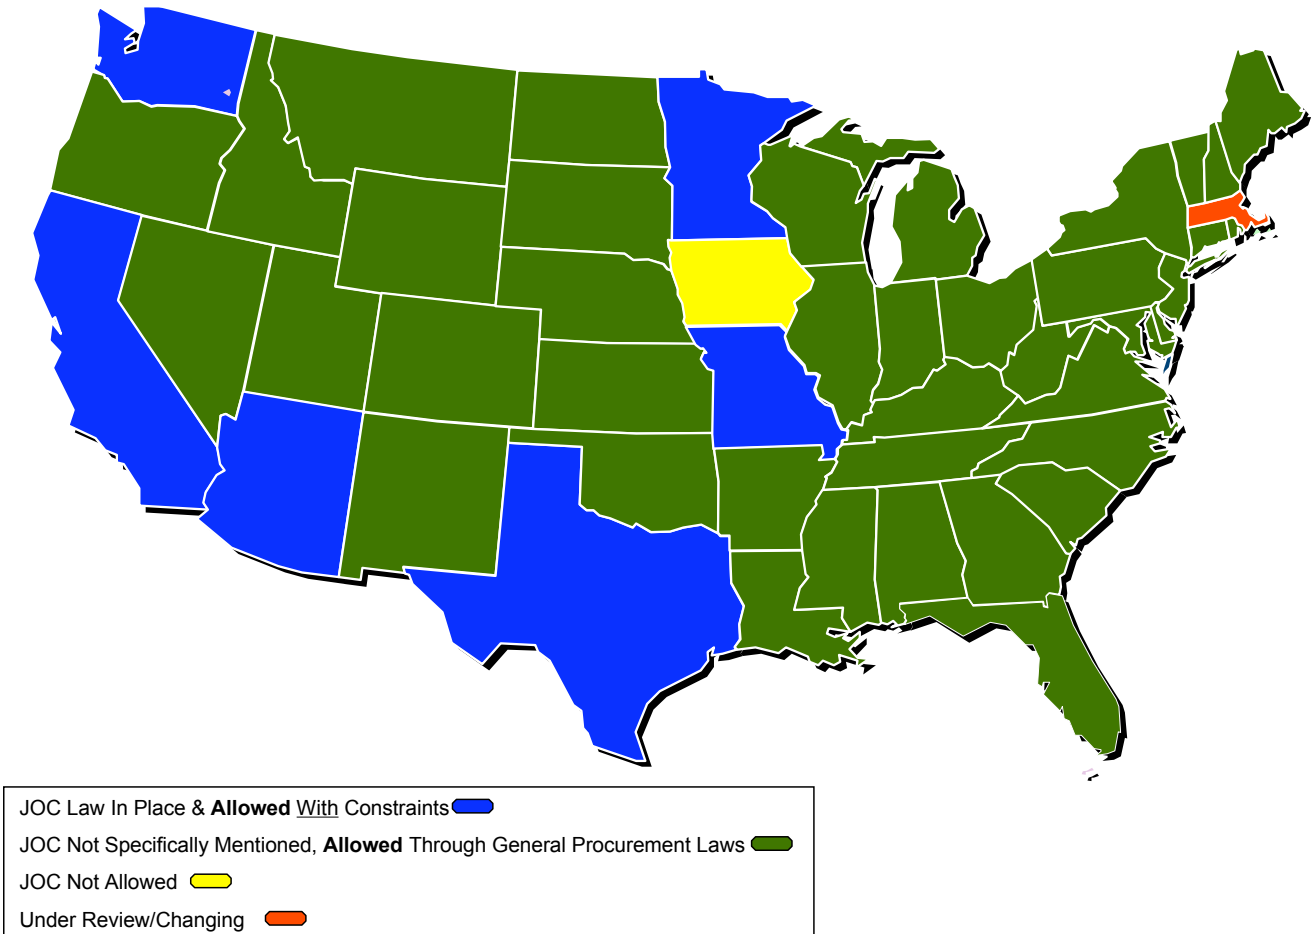 JOC Law In Place & Allowed With Constraints
JOC Not Specifically Mentioned, Allowed Through General Procurement Laws
JOC Not Allowed
Under Review/Changing